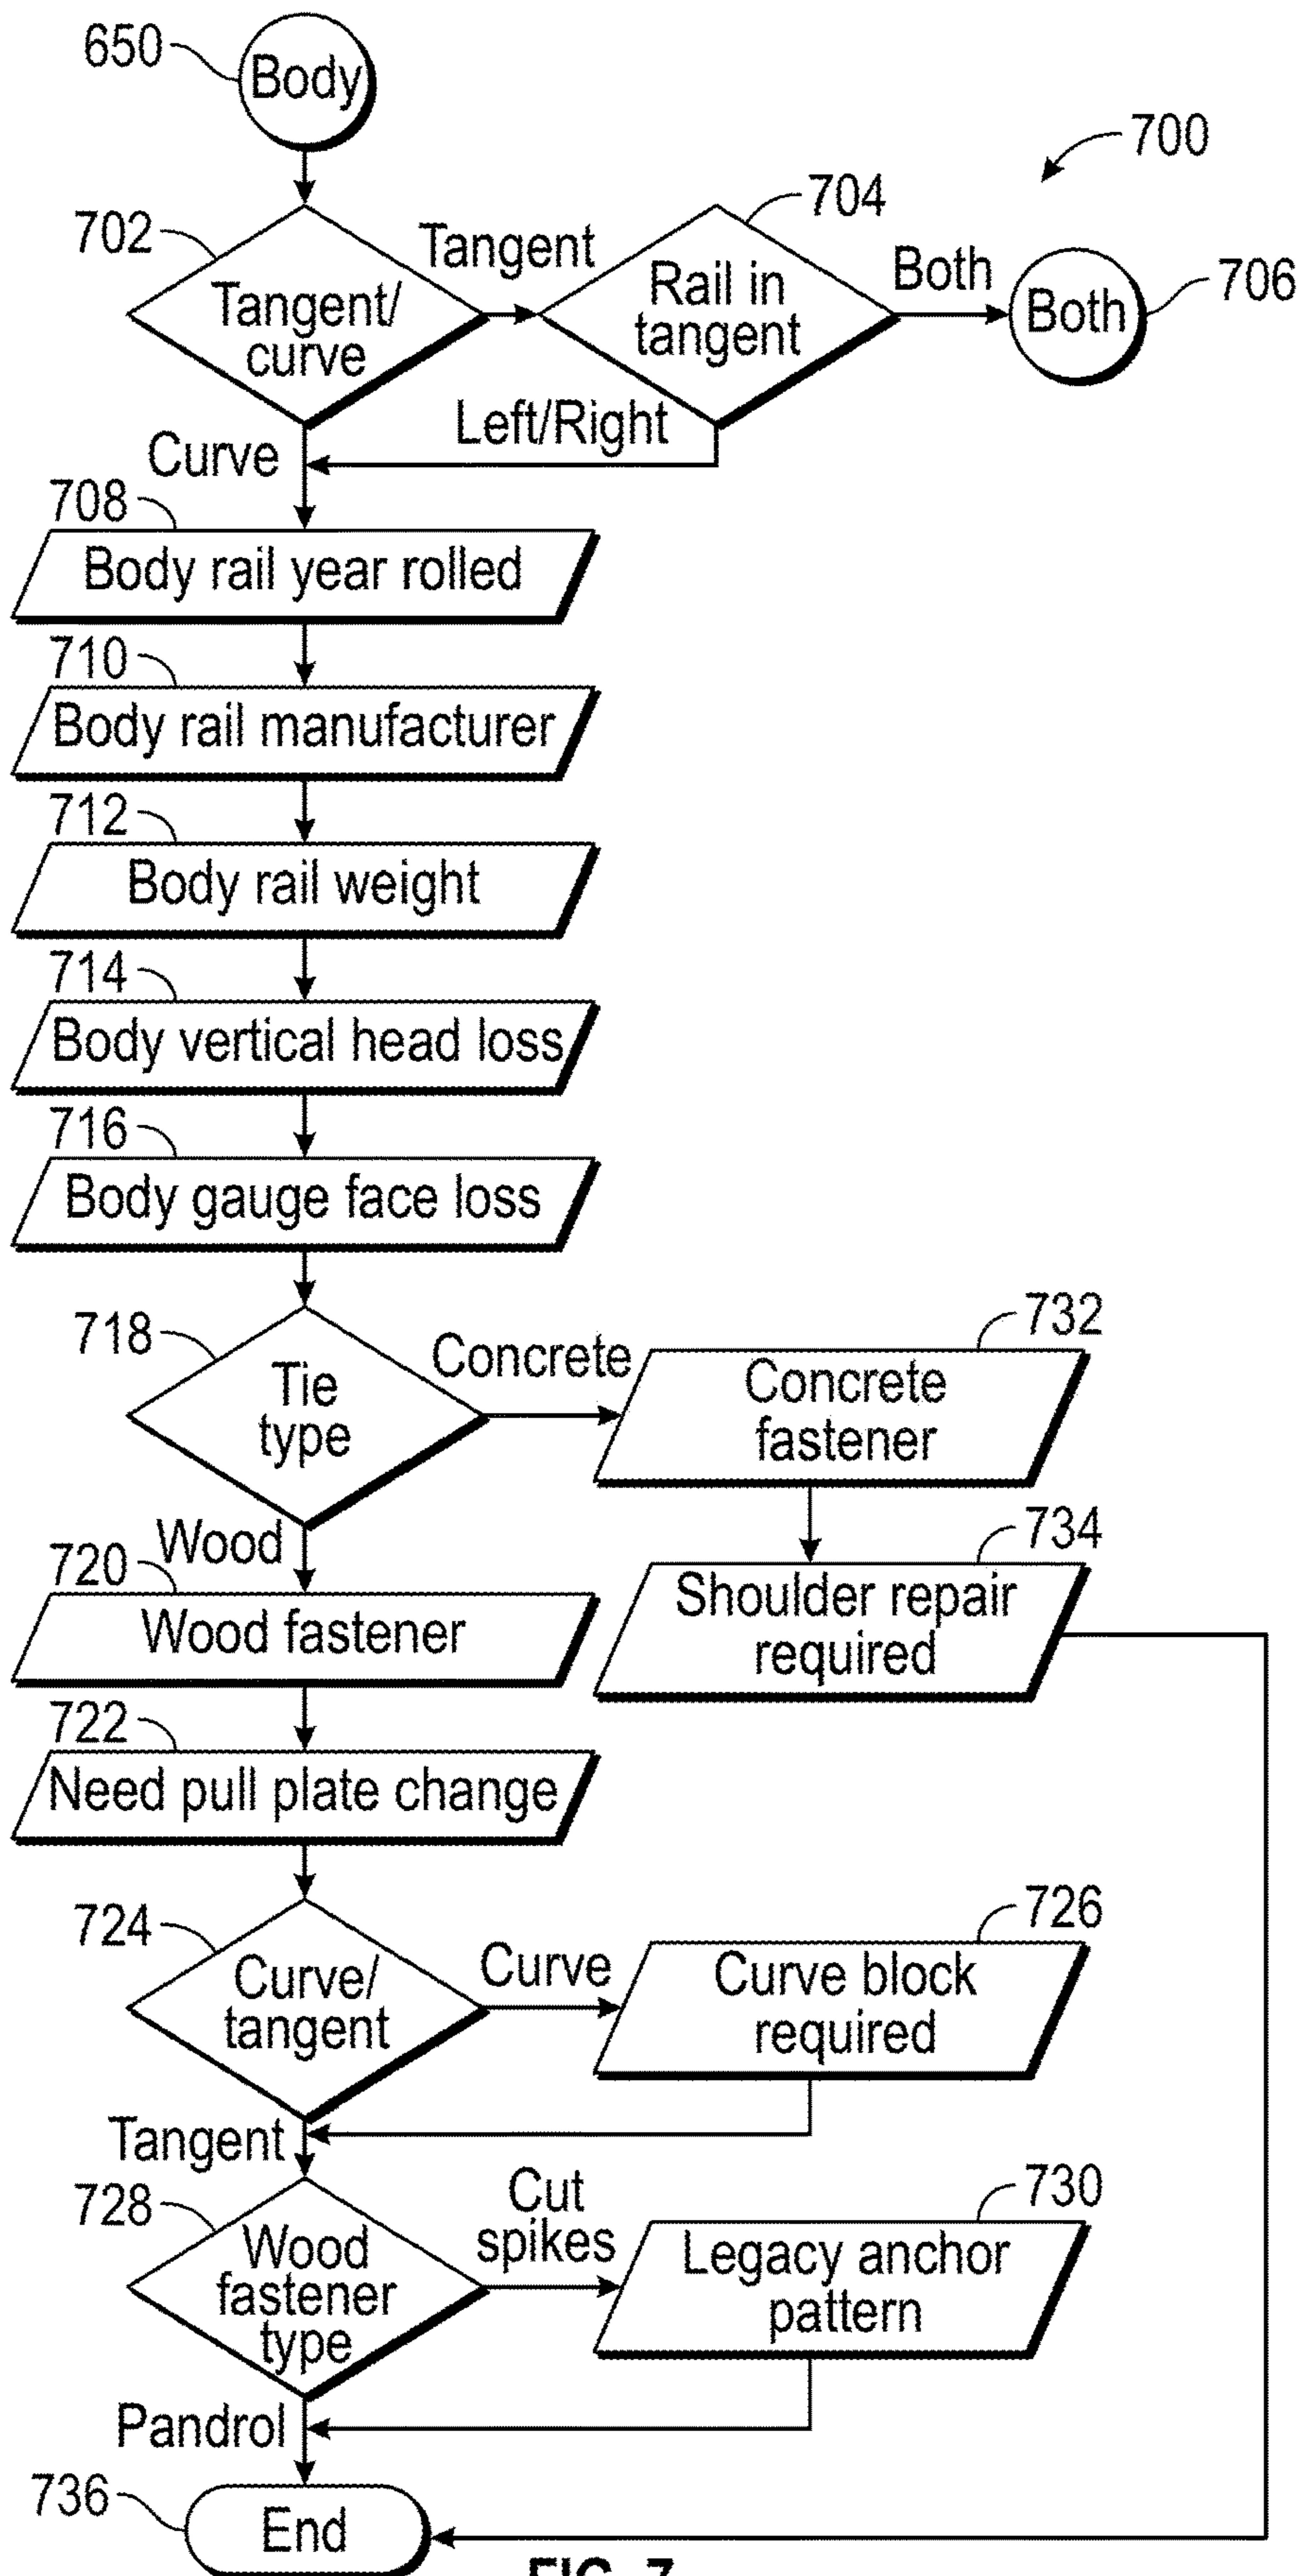 650
Body
700
702
Tangent/
curve
Tangent
704
Rail in
tangent
Both
Both
706
Left/Right
Curve
708
Body rail year rolled
710
Body rail manufacturer
712
Body rail weight
714
Body vertical head loss
716
Body gauge face loss
718
Tie
type
Concrete
732
Concrete
fastener
Wood
734
Shoulder repair
required
720
Wood fastener
722
Need pull plate change
724
Curve/
tangent
Curve
726
Curve block
required
Tangent
728
Wood
fastener
type
Cut
spikes
730
Legacy anchor
pattern
Pandrol
736
End
FIG. 7